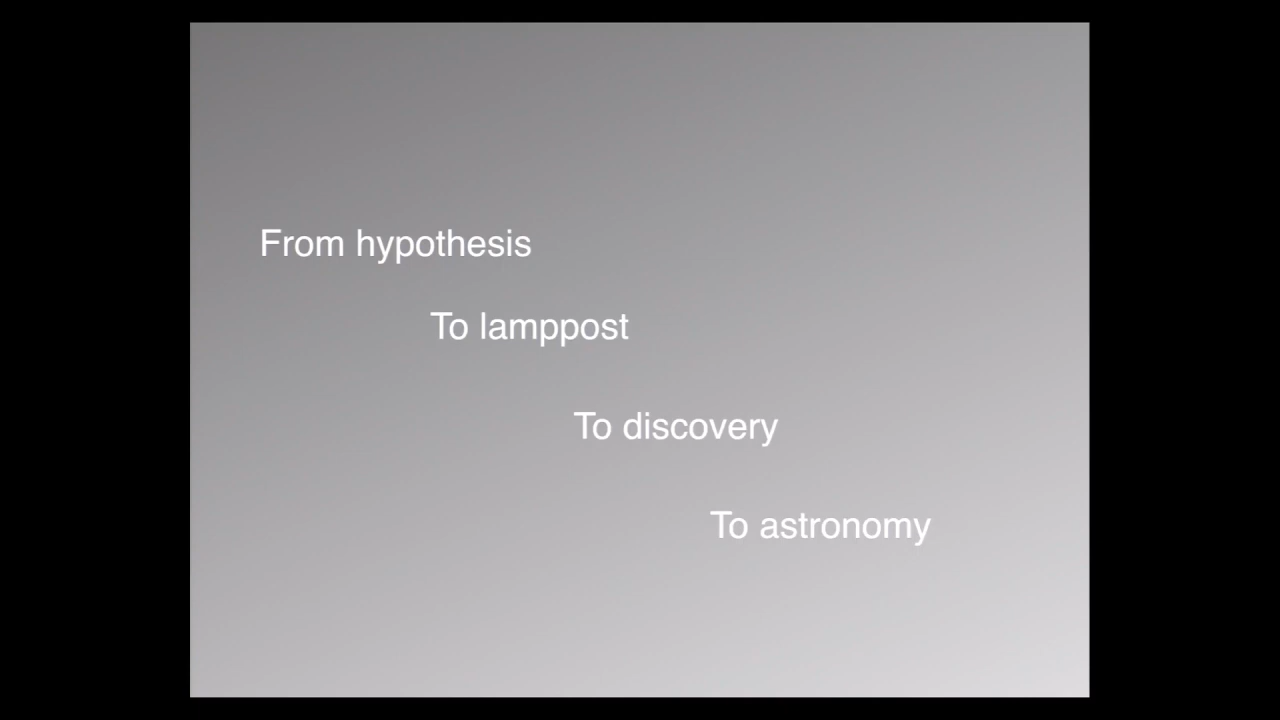 From hypothesis
To lamppost
To discovery
To astronomy